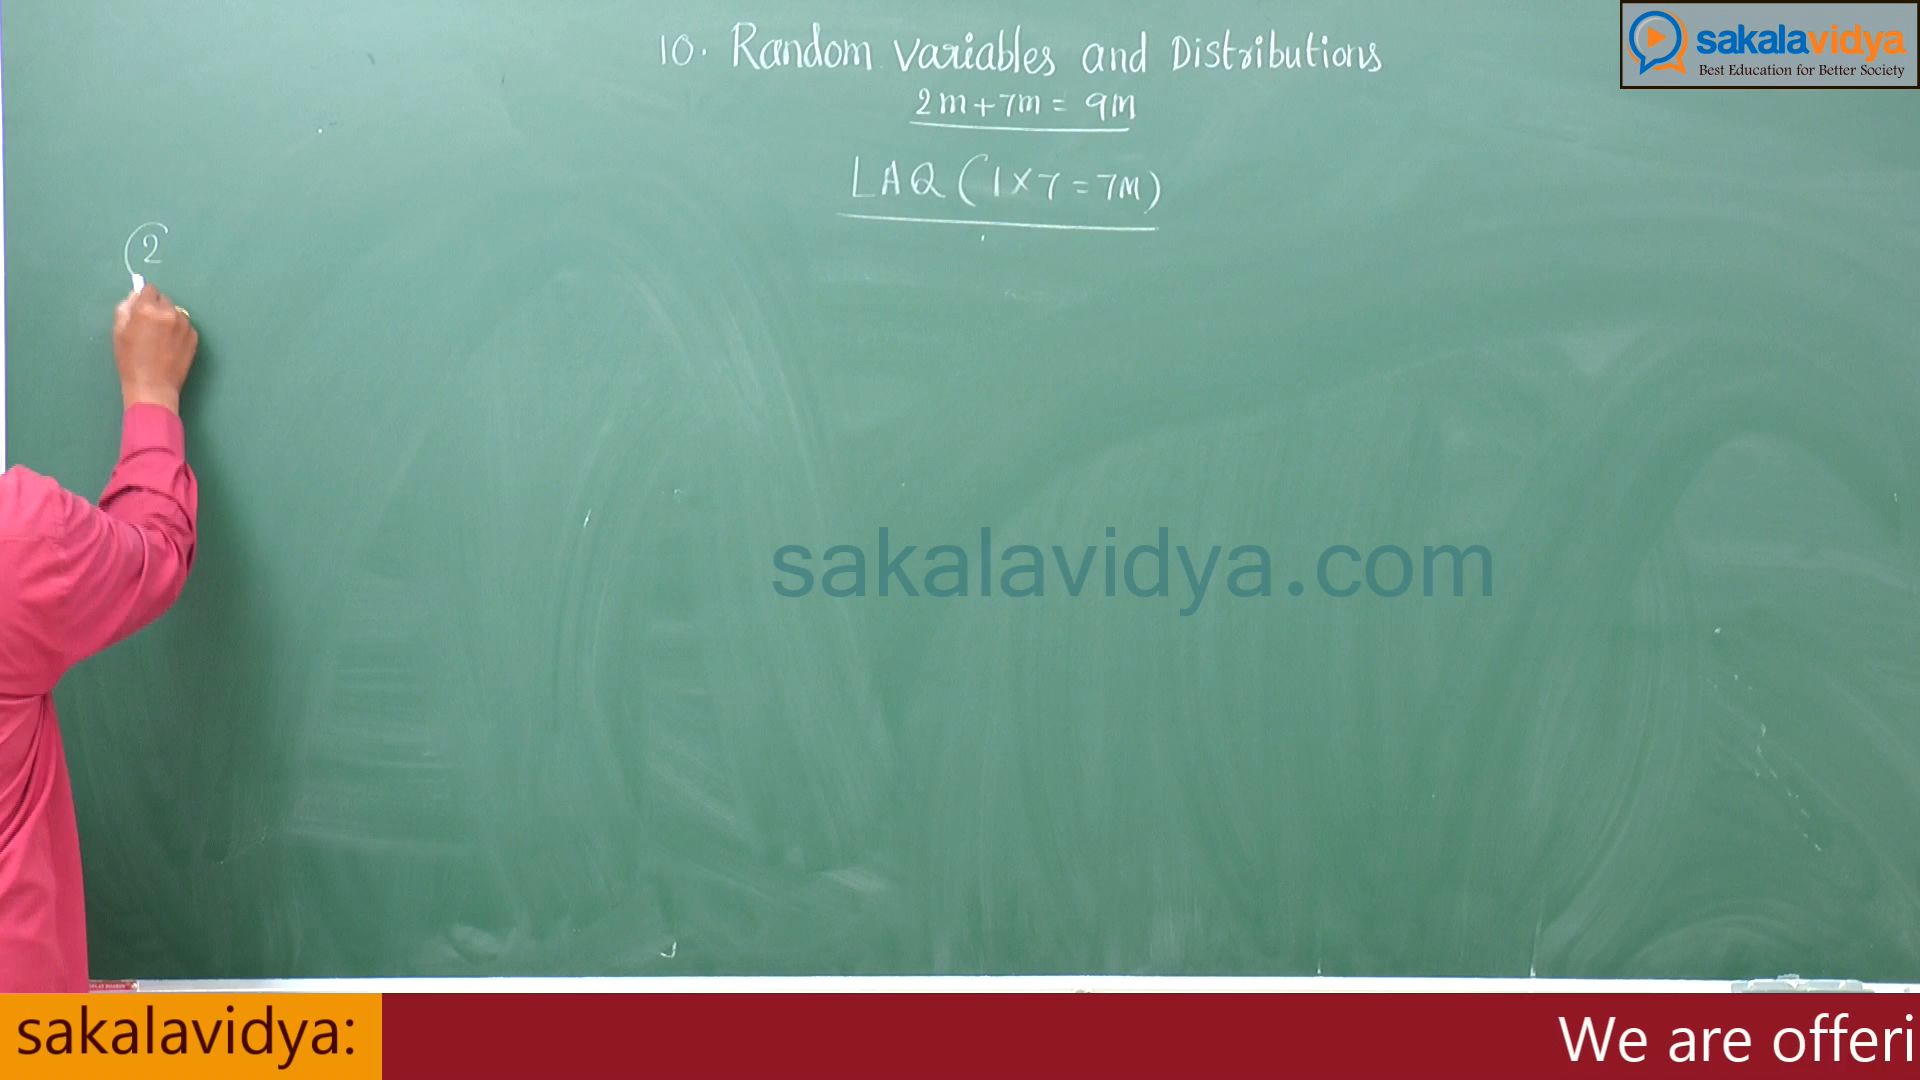 10. Random Variables and Distributions
2m+7m = 9M
LAQ (1×7=7M)
2
sakalavidya
Best Education for Better Society
sakalavidya.com
sakalavidya:
We are offeri